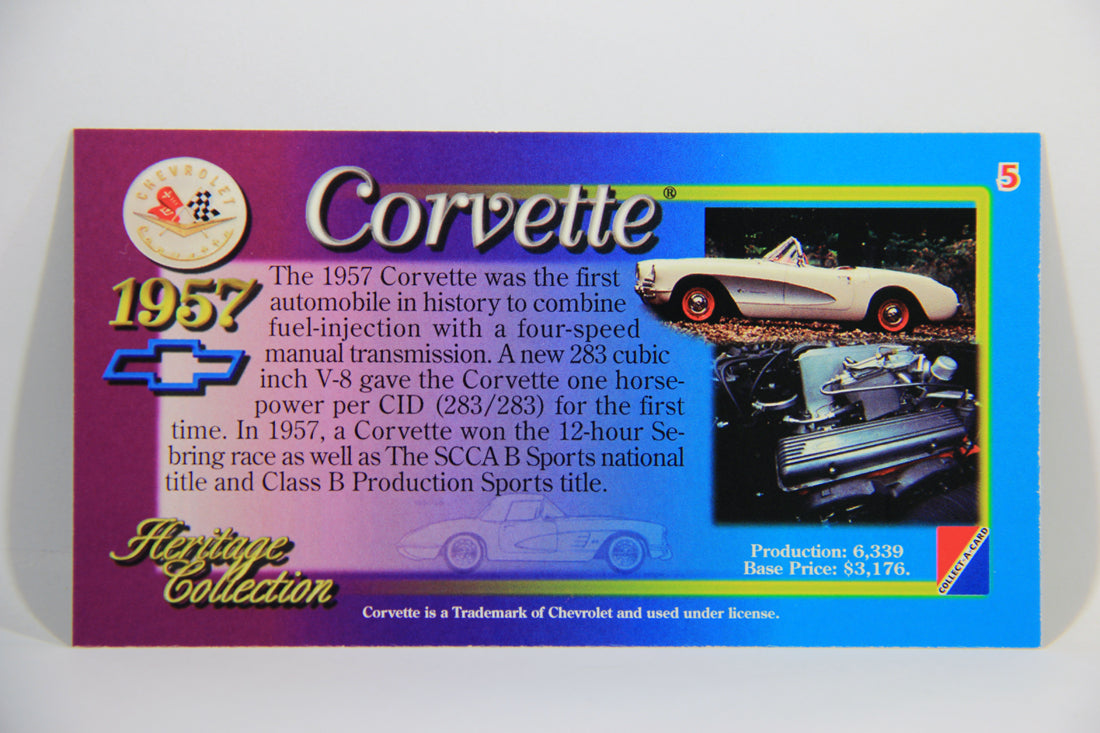 5
CHEVROLET
Corvette
Corvette®
1957
The 1957 Corvette was the first
automobile in history to combine
fuel-injection with a four-speed
manual transmission. A new 283 cubic
inch V-8 gave the Corvette one horse-
power per CID (283/283) for the first
time. In 1957, a Corvette won the 12-hour Se-
bring race as well as The SCCA B Sports national
title and Class B Production Sports title.
Heritage
Collection
Production: 6,339
Base Price: $3,176.
COLLECT-A-CARD
Corvette is a Trademark of Chevrolet and used under license.